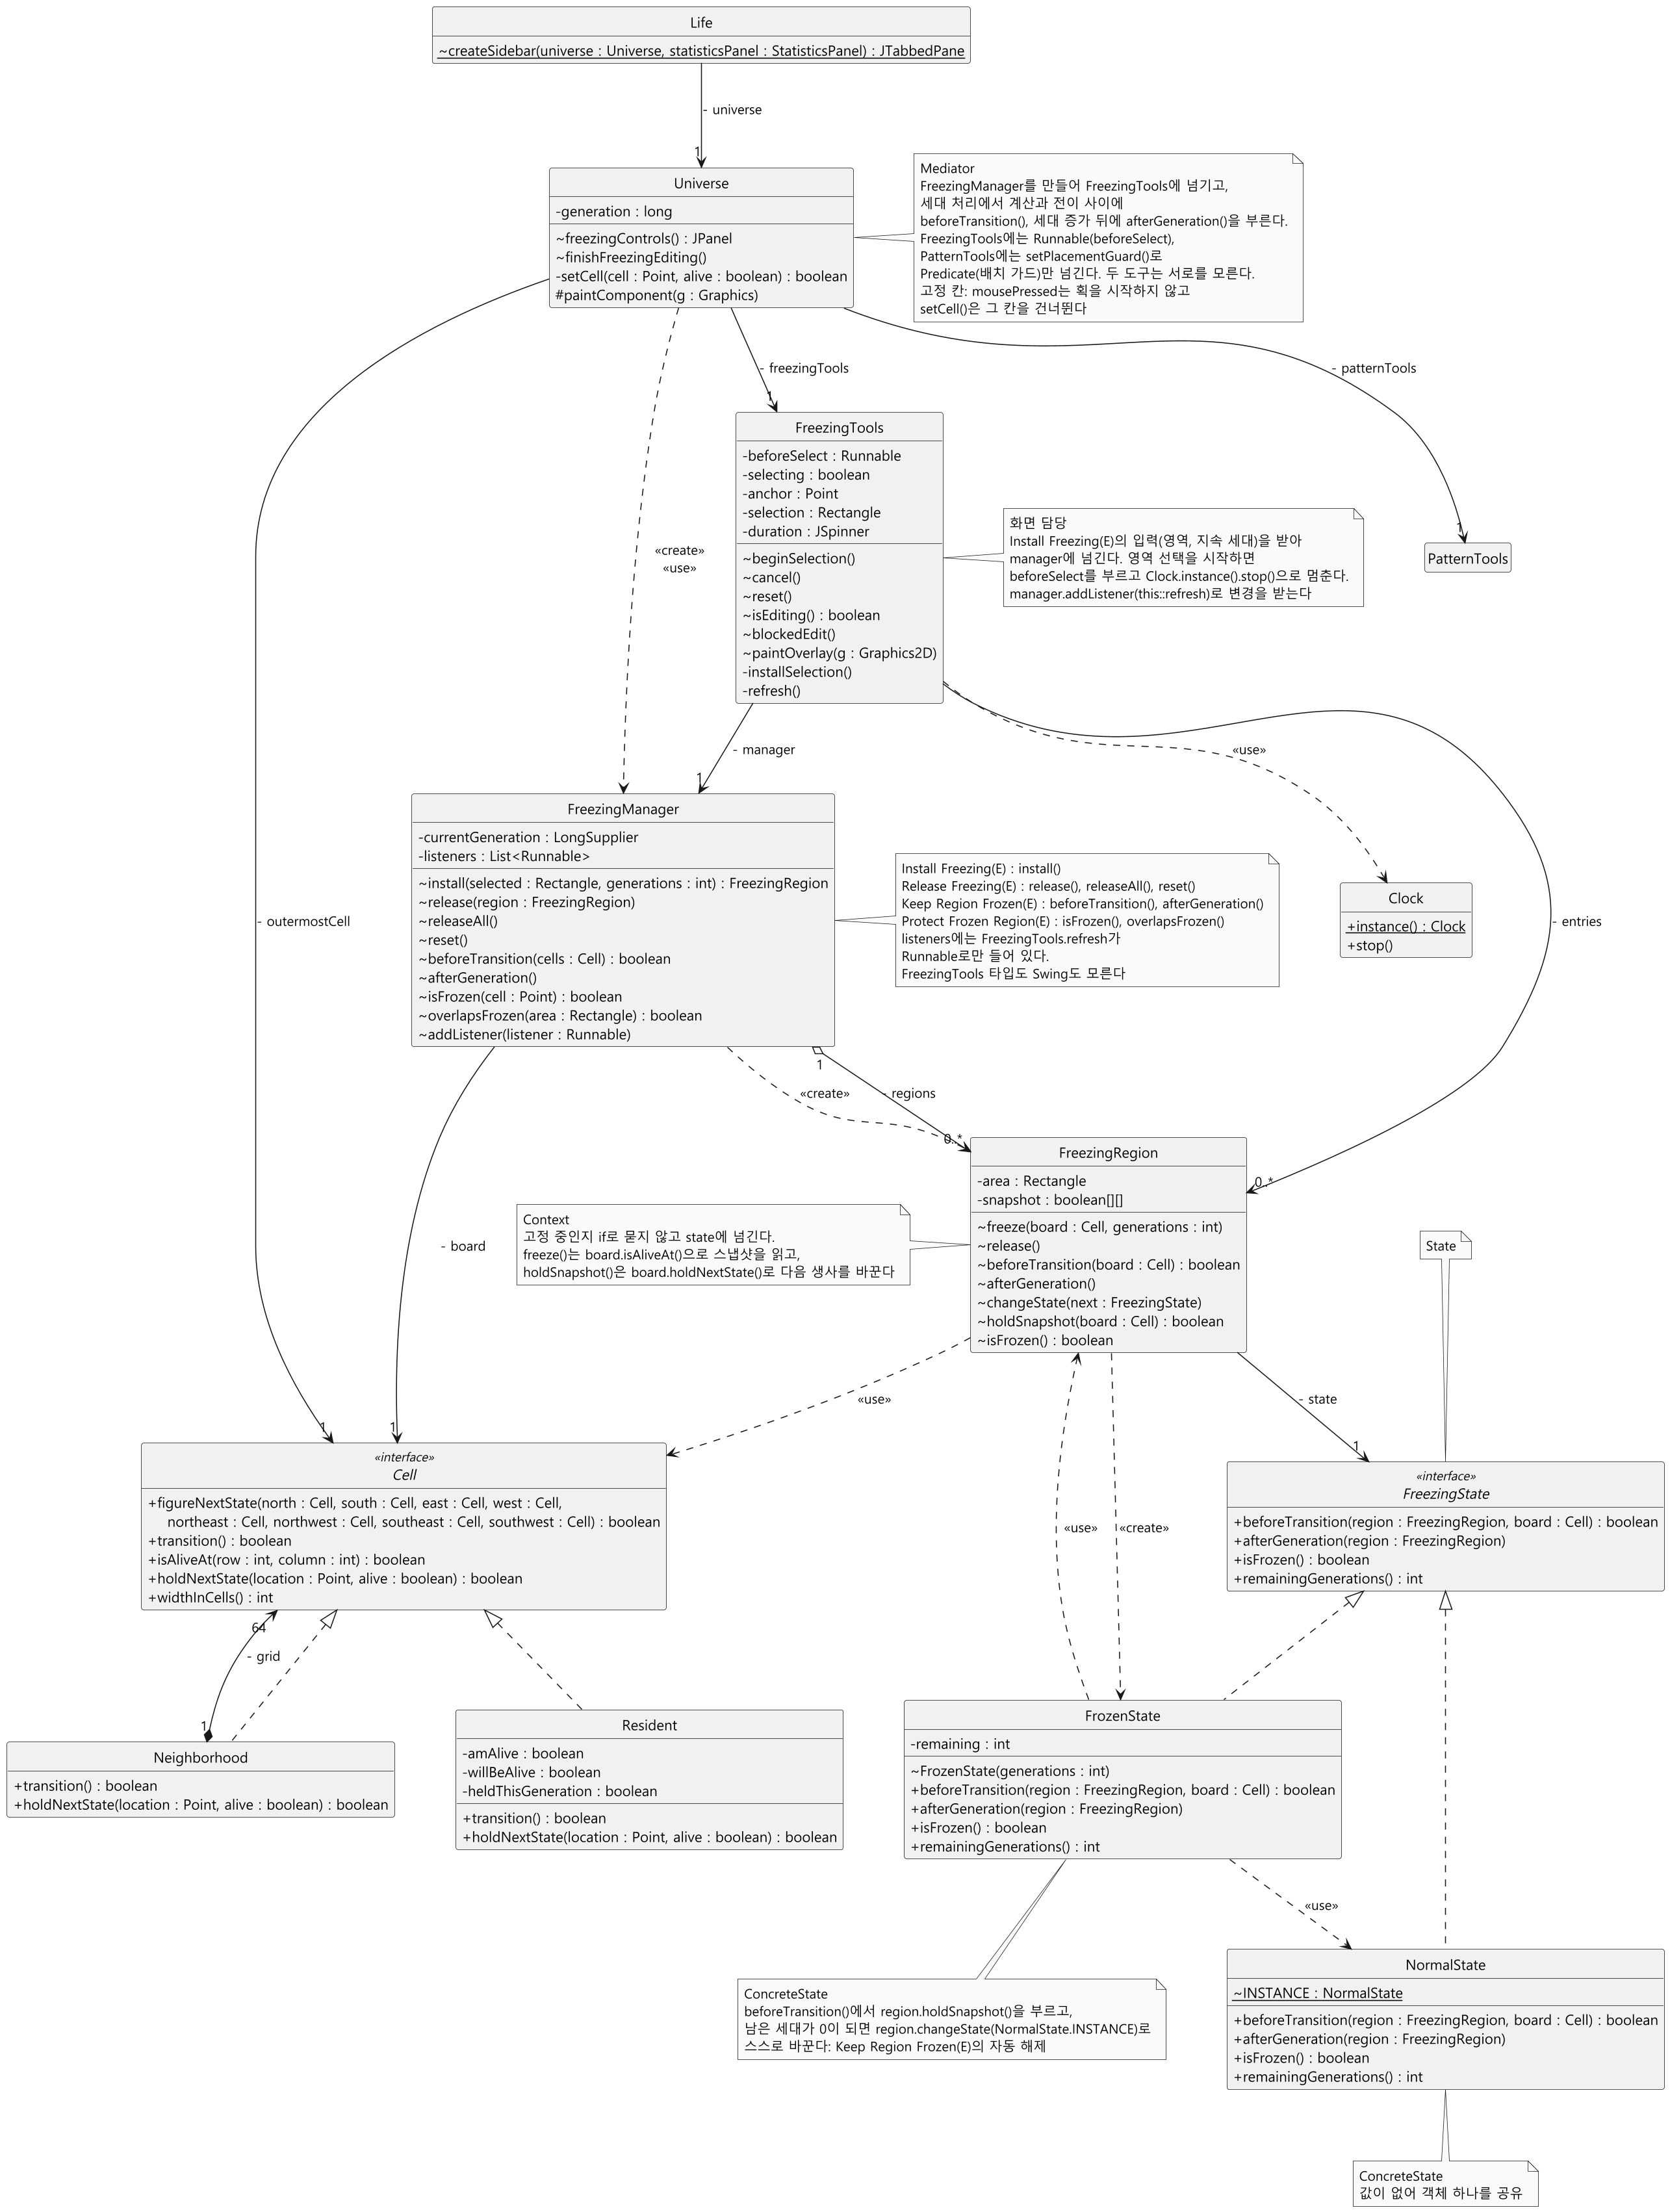 Life
~createSidebar(universe : Universe, statisticsPanel : StatisticsPanel) : JTabbedPane
- universe
1
Universe
-generation : long
~freezingControls() : JPanel
~finishFreezingEditing()
-setCell(cell : Point, alive : boolean) : boolean
#paintComponent(g : Graphics)
Mediator
FreezingManager를 만들어 FreezingTools에 넘기고,
세대 처리에서 계산과 전이 사이에
beforeTransition(), 세대 증가 뒤에 afterGeneration()을 부른다.
FreezingTools에는 Runnable(beforeSelect),
PatternTools에는 setPlacementGuard()로
Predicate(배치 가드)만 넘긴다. 두 도구는 서로를 모른다.
고정 칸: mousePressed는 획을 시작하지 않고
setCell()은 그 칸을 건너뛴다
- freezingTools
1
- patternTools
1
«create»
«use»
FreezingTools
-beforeSelect : Runnable
-selecting : boolean
-anchor : Point
-selection : Rectangle
-duration : JSpinner
~beginSelection()
~cancel()
~reset()
~isEditing() : boolean
~blockedEdit()
~paintOverlay(g : Graphics2D)
-installSelection()
-refresh()
화면 담당
Install Freezing(E)의 입력(영역, 지속 세대)을 받아
manager에 넘긴다. 영역 선택을 시작하면
beforeSelect를 부르고 Clock.instance().stop()으로 멈춘다.
manager.addListener(this::refresh)로 변경을 받는다
PatternTools
- manager
1
«use»
FreezingManager
-currentGeneration : LongSupplier
-listeners : List<Runnable>
~install(selected : Rectangle, generations : int) : FreezingRegion
~release(region : FreezingRegion)
~releaseAll()
~reset()
~beforeTransition(cells : Cell) : boolean
~afterGeneration()
~isFrozen(cell : Point) : boolean
~overlapsFrozen(area : Rectangle) : boolean
~addListener(listener : Runnable)
Install Freezing(E) : install()
Release Freezing(E) : release(), releaseAll(), reset()
Keep Region Frozen(E) : beforeTransition(), afterGeneration()
Protect Frozen Region(E) : isFrozen(), overlapsFrozen()
listeners에는 FreezingTools.refresh가
Runnable로만 들어 있다.
FreezingTools 타입도 Swing도 모른다
Clock
+instance() : Clock
+stop()
- outermostCell
- entries
1
«create»
- regions
0..*
0..*
FreezingRegion
-area : Rectangle
-snapshot : boolean[][]
~freeze(board : Cell, generations : int)
~release()
~beforeTransition(board : Cell) : boolean
~afterGeneration()
~changeState(next : FreezingState)
~holdSnapshot(board : Cell) : boolean
~isFrozen() : boolean
Context
고정 중인지 if로 묻지 않고 state에 넘긴다.
freeze()는 board.isAliveAt()으로 스냅샷을 읽고,
holdSnapshot()은 board.holdNextState()로 다음 생사를 바꾼다
- board
State
«use»
- state
1
1
1
«interface»
Cell
+figureNextState(north : Cell, south : Cell, east : Cell, west : Cell,
northeast : Cell, northwest : Cell, southeast : Cell, southwest : Cell) : boolean
+transition() : boolean
+isAliveAt(row : int, column : int) : boolean
+holdNextState(location : Point, alive : boolean) : boolean
+widthInCells() : int
«interface»
FreezingState
+beforeTransition(region : FreezingRegion, board : Cell) : boolean
+afterGeneration(region : FreezingRegion)
+isFrozen() : boolean
+remainingGenerations() : int
«use»
«create»
64
- grid
1
Neighborhood
+transition() : boolean
+holdNextState(location : Point, alive : boolean) : boolean
Resident
-amAlive : boolean
-willBeAlive : boolean
-heldThisGeneration : boolean
+transition() : boolean
+holdNextState(location : Point, alive : boolean) : boolean
FrozenState
-remaining : int
~FrozenState(generations : int)
+beforeTransition(region : FreezingRegion, board : Cell) : boolean
+afterGeneration(region : FreezingRegion)
+isFrozen() : boolean
+remainingGenerations() : int
«use»
ConcreteState
beforeTransition()에서 region.holdSnapshot()을 부르고,
남은 세대가 0이 되면 region.changeState(NormalState.INSTANCE)로
스스로 바꾼다: Keep Region Frozen(E)의 자동 해제
NormalState
~INSTANCE : NormalState
+beforeTransition(region : FreezingRegion, board : Cell) : boolean
+afterGeneration(region : FreezingRegion)
+isFrozen() : boolean
+remainingGenerations() : int
ConcreteState
값이 없어 객체 하나를 공유